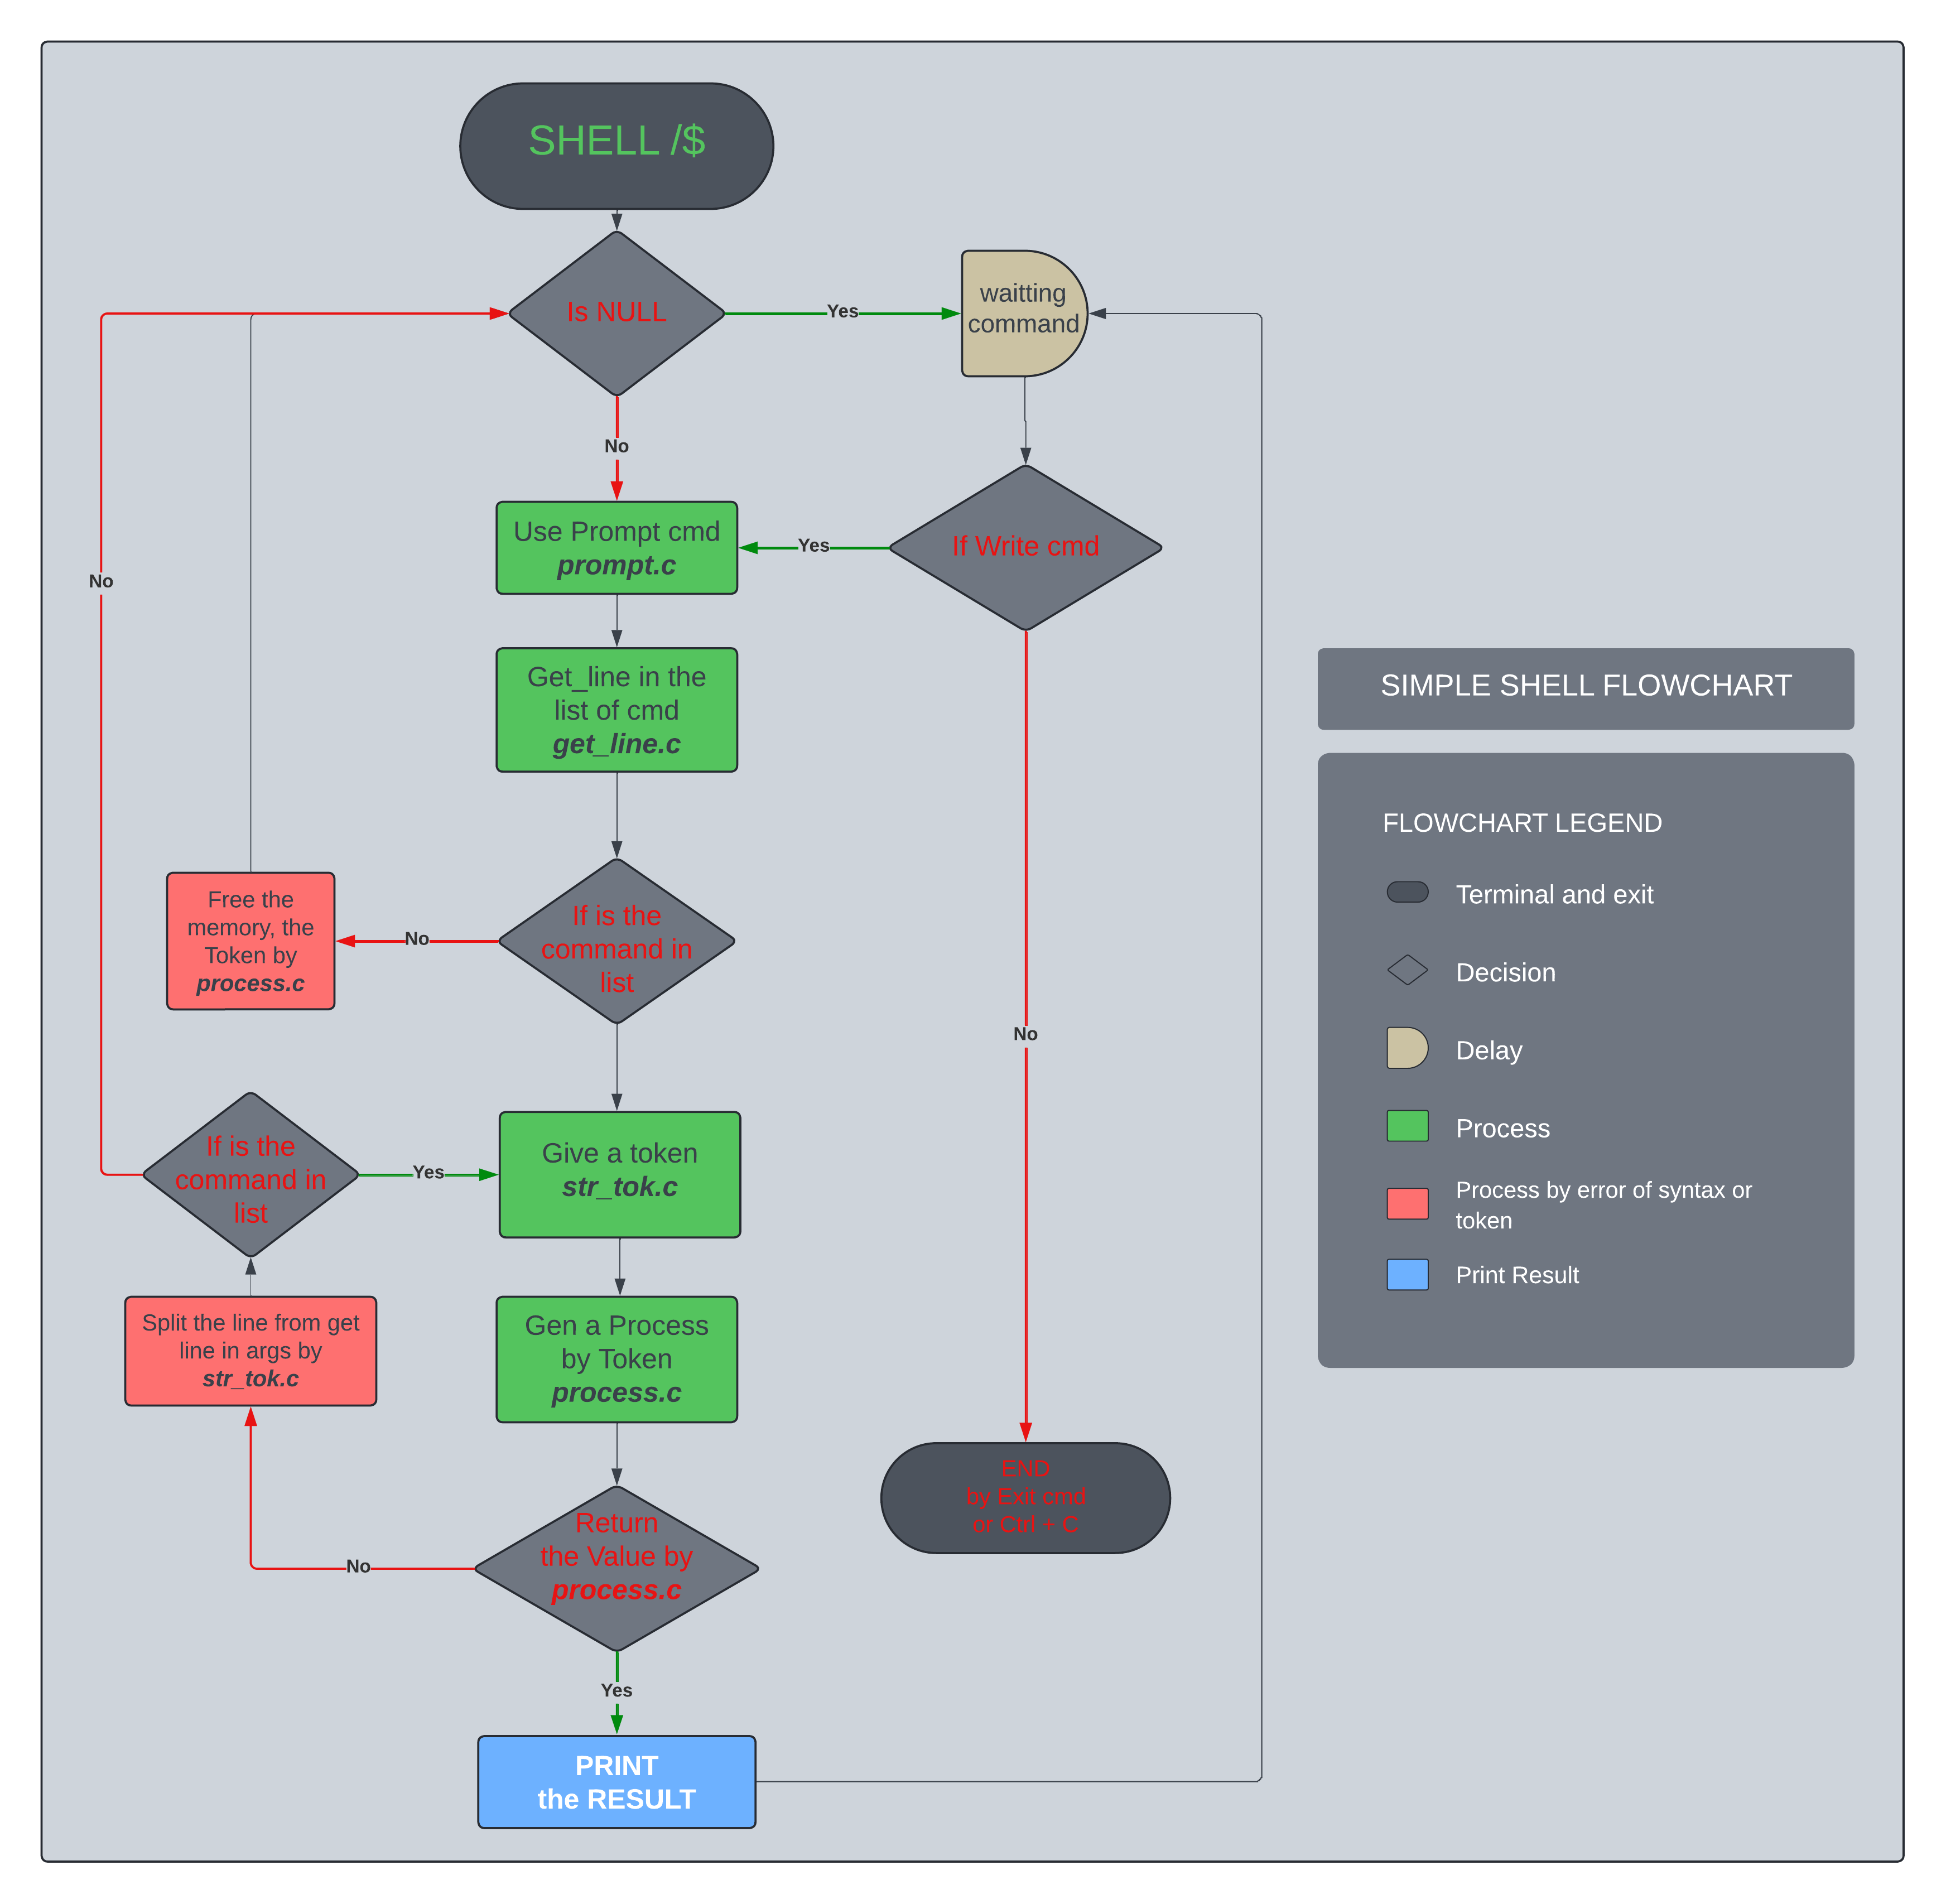 SHELL /$
Is NULL
Yes
waitting
command
No
Use Prompt cmd
prompt.c
Yes
If Write cmd
No
Get_line in the
list of cmd
get_line.c
SIMPLE SHELL FLOWCHART
FLOWCHART LEGEND
Terminal and exit
Decision
Delay
Process
Process by error of syntax or
token
Print Result
Free the
memory, the
Token by
process.c
No
If is the
command in
list
No
If is the
command in
list
Yes
Give a token
str_tok.c
Split the line from get
line in args by
str_tok.c
Gen a Process
by Token
process.c
END
by Exit cmd
or Ctrl + C
No
Return
the Value by
process.c
Yes
PRINT
the RESULT